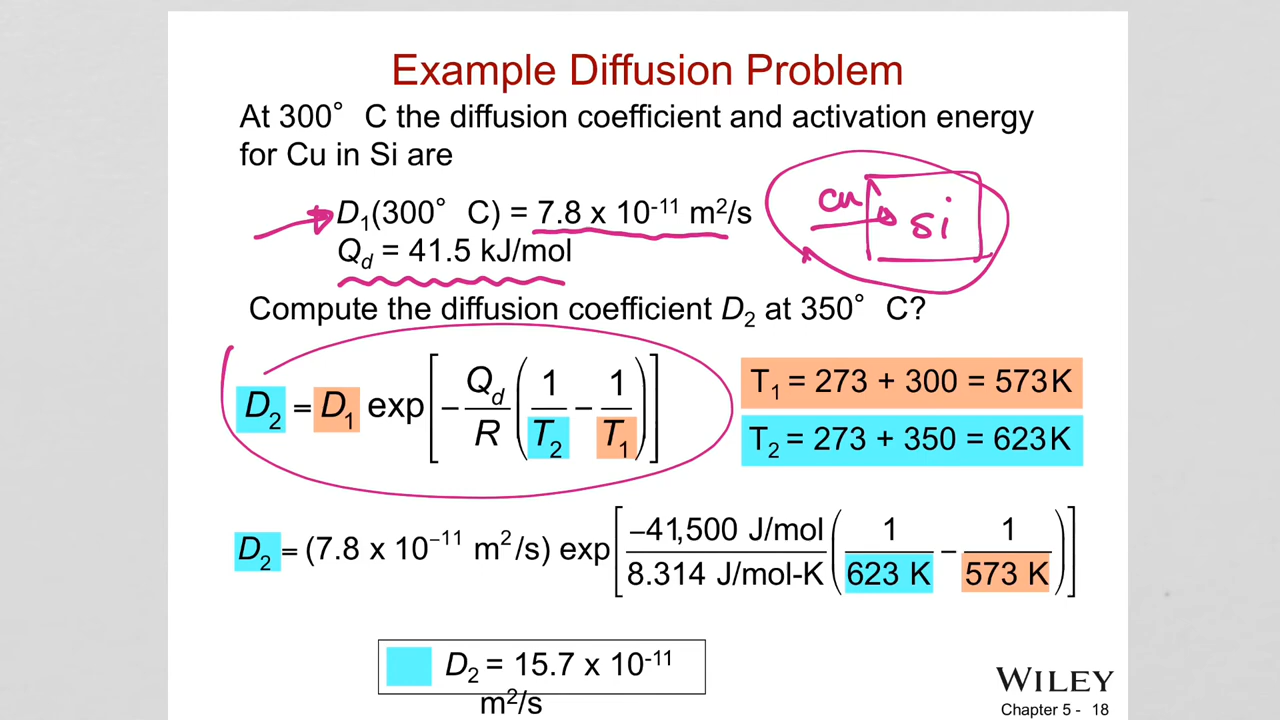 Example Diffusion Problem
At 300° C the diffusion coefficient and activation energy
for Cu in Si are
D₁(300° C) = 7.8 x 10⁻¹¹ m²/s
Q_d = 41.5 kJ/mol
cu
si
Compute the diffusion coefficient D₂ at 350° C?
D₂ = D₁ exp[−Q_d/R (1/T₂ − 1/T₁)]
T₁ = 273 + 300 = 573K
T₂ = 273 + 350 = 623K
D₂ = (7.8 x 10⁻¹¹ m²/s) exp[−41,500 J/mol / 8.314 J/mol-K (1/623 K − 1/573 K)]
D₂ = 15.7 x 10⁻¹¹
m²/s
WILEY
Chapter 5 - 18